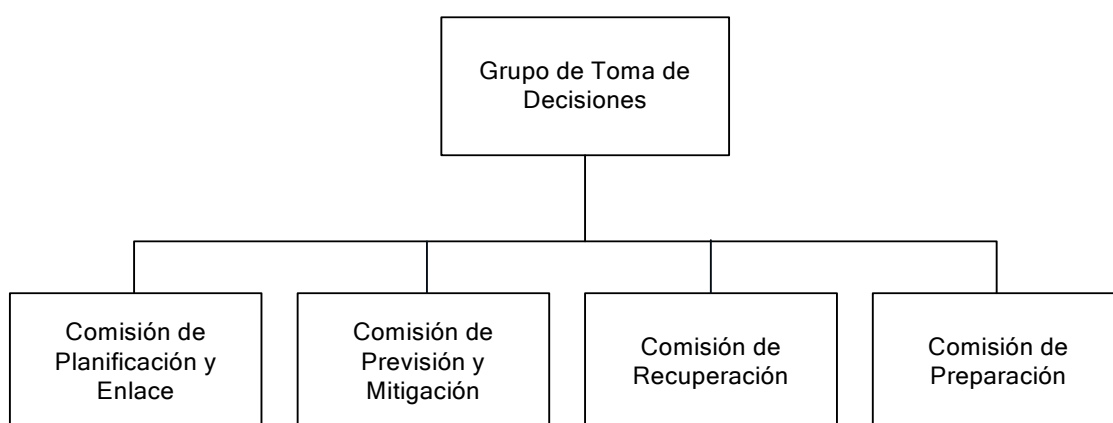 Grupo de Toma de
Decisiones
Comisión de
Planificación y
Enlace
Comisión de
Previsión y
Mitigación
Comisión de
Recuperación
Comisión de
Preparación